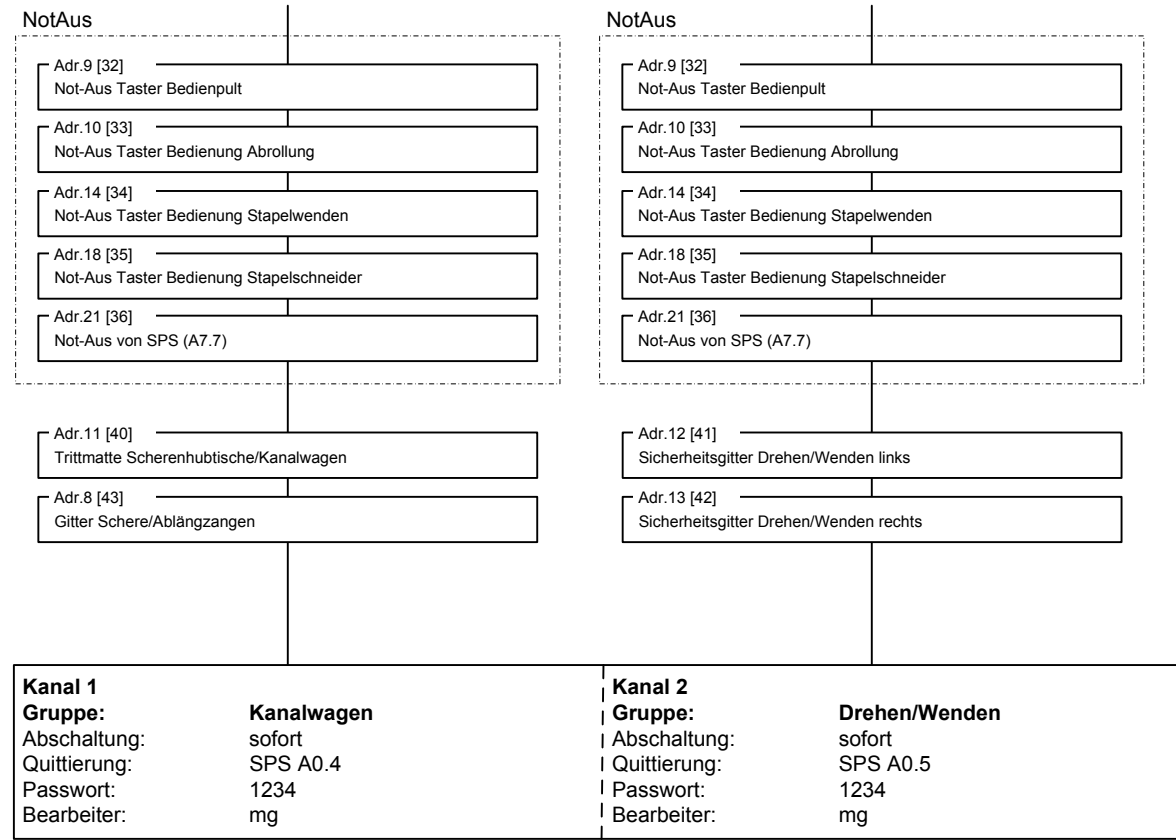 NotAus
Adr.9 [32]
Not-Aus Taster Bedienpult
Adr.10 [33]
Not-Aus Taster Bedienung Abrollung
Adr.14 [34]
Not-Aus Taster Bedienung Stapelwenden
Adr.18 [35]
Not-Aus Taster Bedienung Stapelschneider
Adr.21 [36]
Not-Aus von SPS (A7.7)
Adr.11 [40]
Trittmatte Scherenhubtische/Kanalwagen
Adr.8 [43]
Gitter Schere/Ablängzangen
NotAus
Adr.9 [32]
Not-Aus Taster Bedienpult
Adr.10 [33]
Not-Aus Taster Bedienung Abrollung
Adr.14 [34]
Not-Aus Taster Bedienung Stapelwenden
Adr.18 [35]
Not-Aus Taster Bedienung Stapelschneider
Adr.21 [36]
Not-Aus von SPS (A7.7)
Adr.12 [41]
Sicherheitsgitter Drehen/Wenden links
Adr.13 [42]
Sicherheitsgitter Drehen/Wenden rechts
Kanal 1
Gruppe: Kanalwagen
Abschaltung: sofort
Quittierung: SPS A0.4
Passwort: 1234
Bearbeiter: mg
Kanal 2
Gruppe: Drehen/Wenden
Abschaltung: sofort
Quittierung: SPS A0.5
Passwort: 1234
Bearbeiter: mg